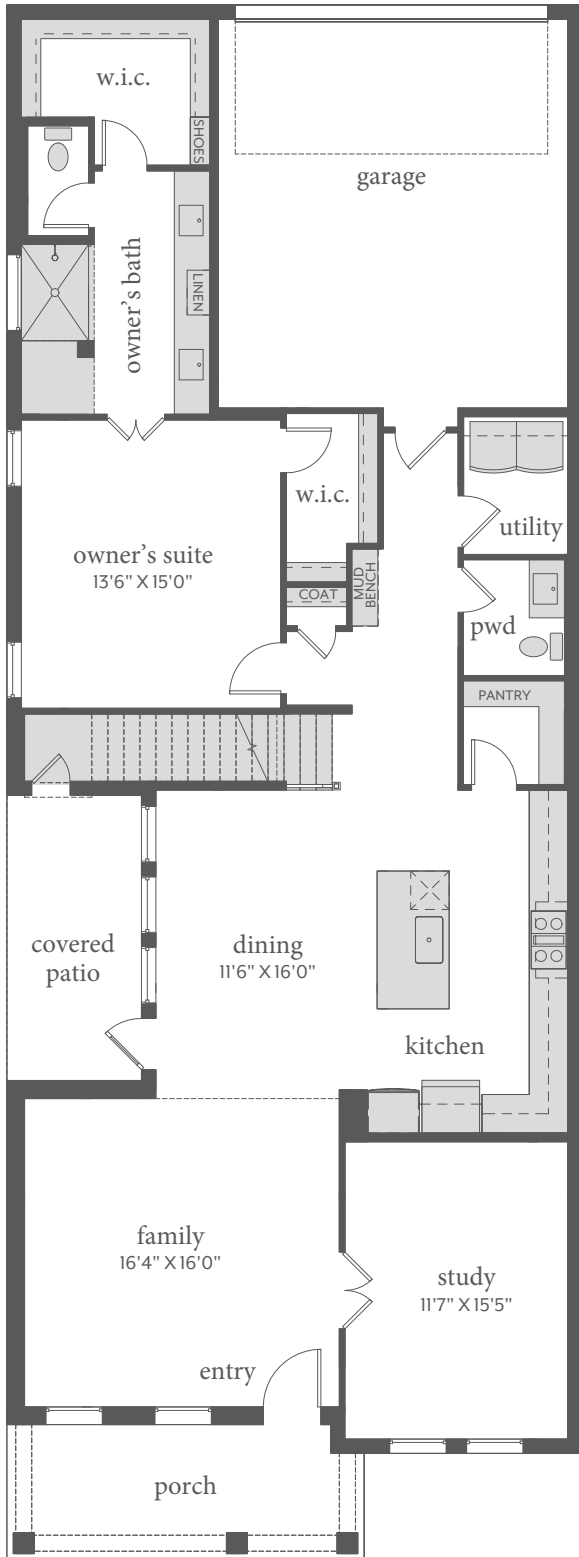 w.i.c.
SHOES
garage
owner's bath
LINEN
w.i.c.
utility
owner's suite
13'6" X 15'0"
COAT
MUD
BENCH
pwd
PANTRY
covered
patio
dining
11'6" X 16'0"
kitchen
family
16'4" X 16'0"
study
11'7" X 15'5"
entry
porch